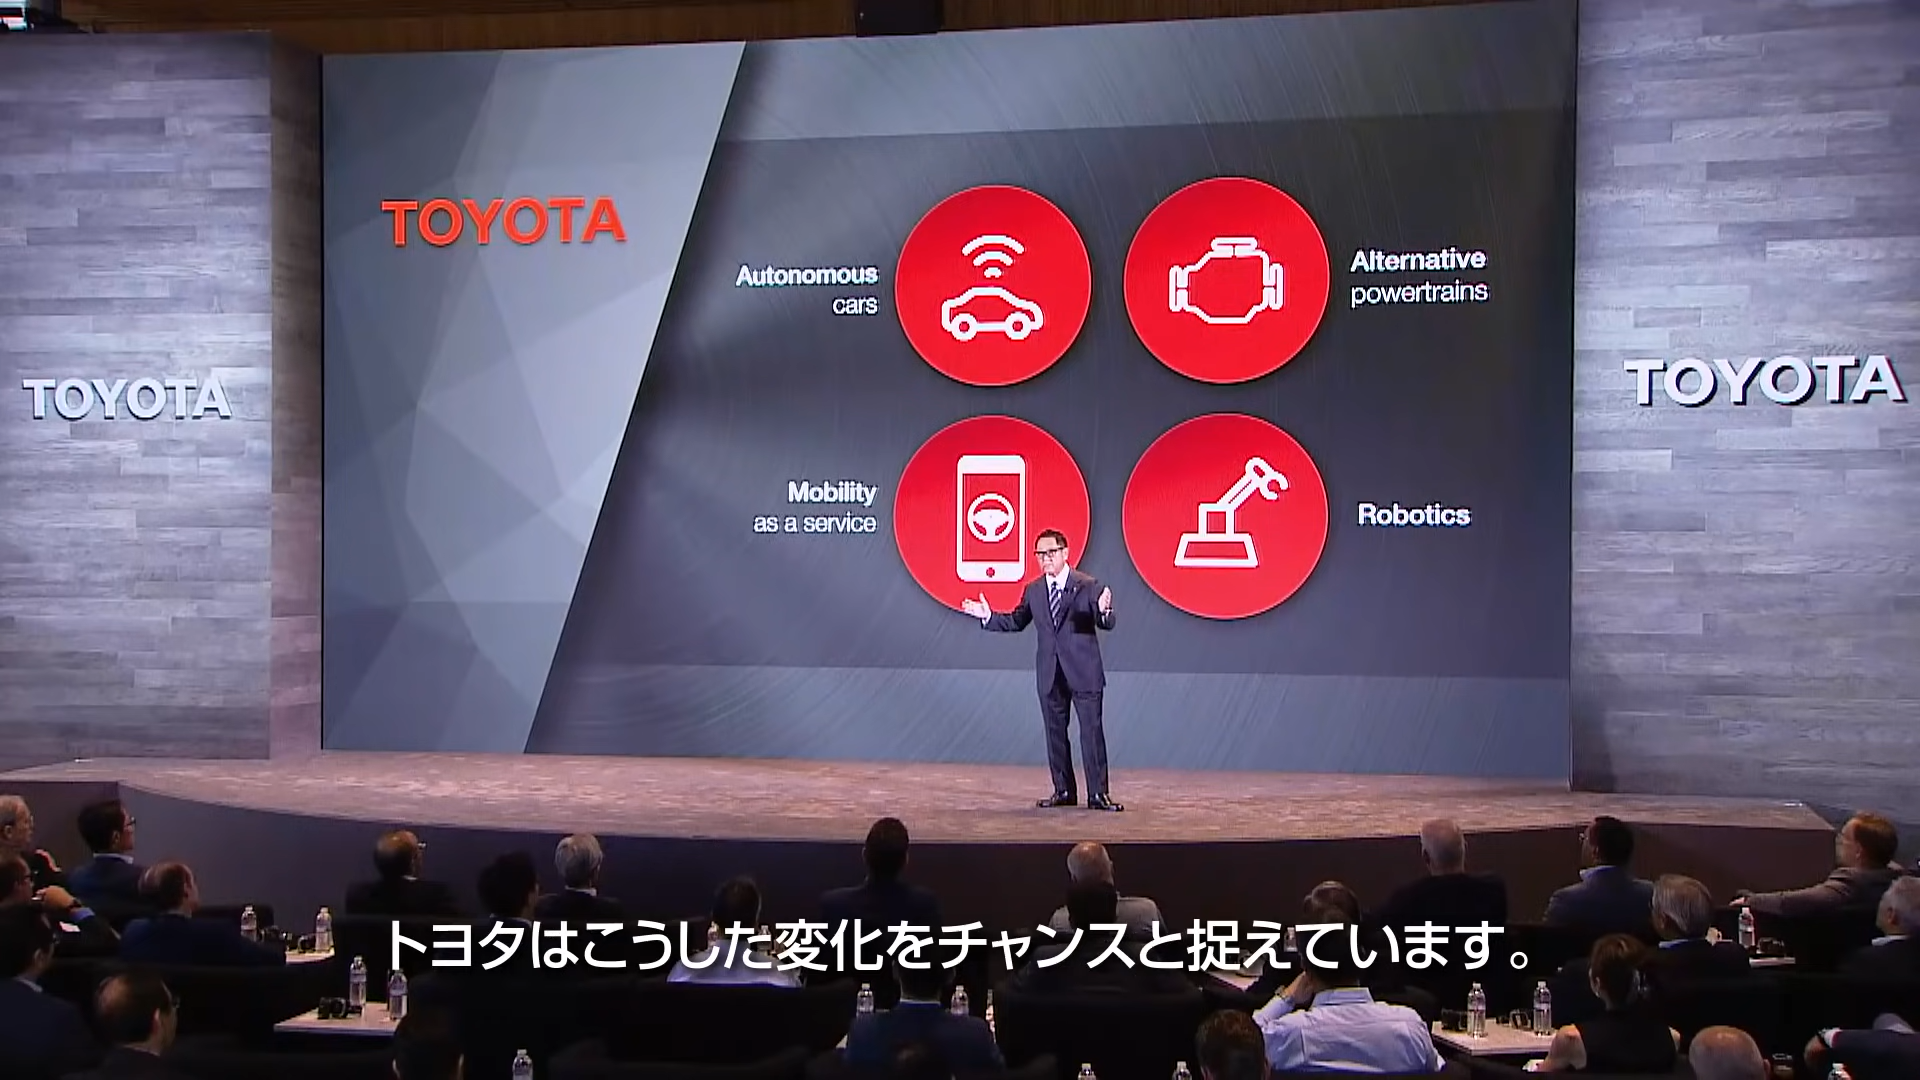 TOYOTA
TOYOTA
TOYOTA
Autonomous
cars
Alternative
powertrains
Mobility
as a service
Robotics
トヨタはこうした変化をチャンスと捉えています。